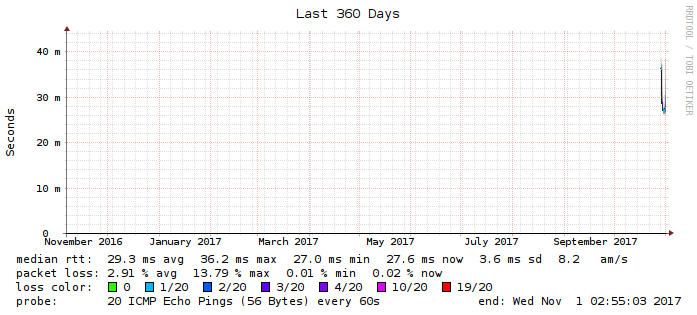 Last 360 Days
RRDTOOL / TOBI OETIKER
Seconds
40 m
30 m
20 m
10 m
0
November 2016 January 2017 March 2017 May 2017 July 2017 September 2017
median rtt: 29.3 ms avg 36.2 ms max 27.0 ms min 27.6 ms now 3.6 ms sd 8.2 am/s
packet loss: 2.91 % avg 13.79 % max 0.01 % min 0.02 % now
loss color: 0 1/20 2/20 3/20 4/20 10/20 19/20
probe: 20 ICMP Echo Pings (56 Bytes) every 60s end: Wed Nov 1 02:55:03 2017